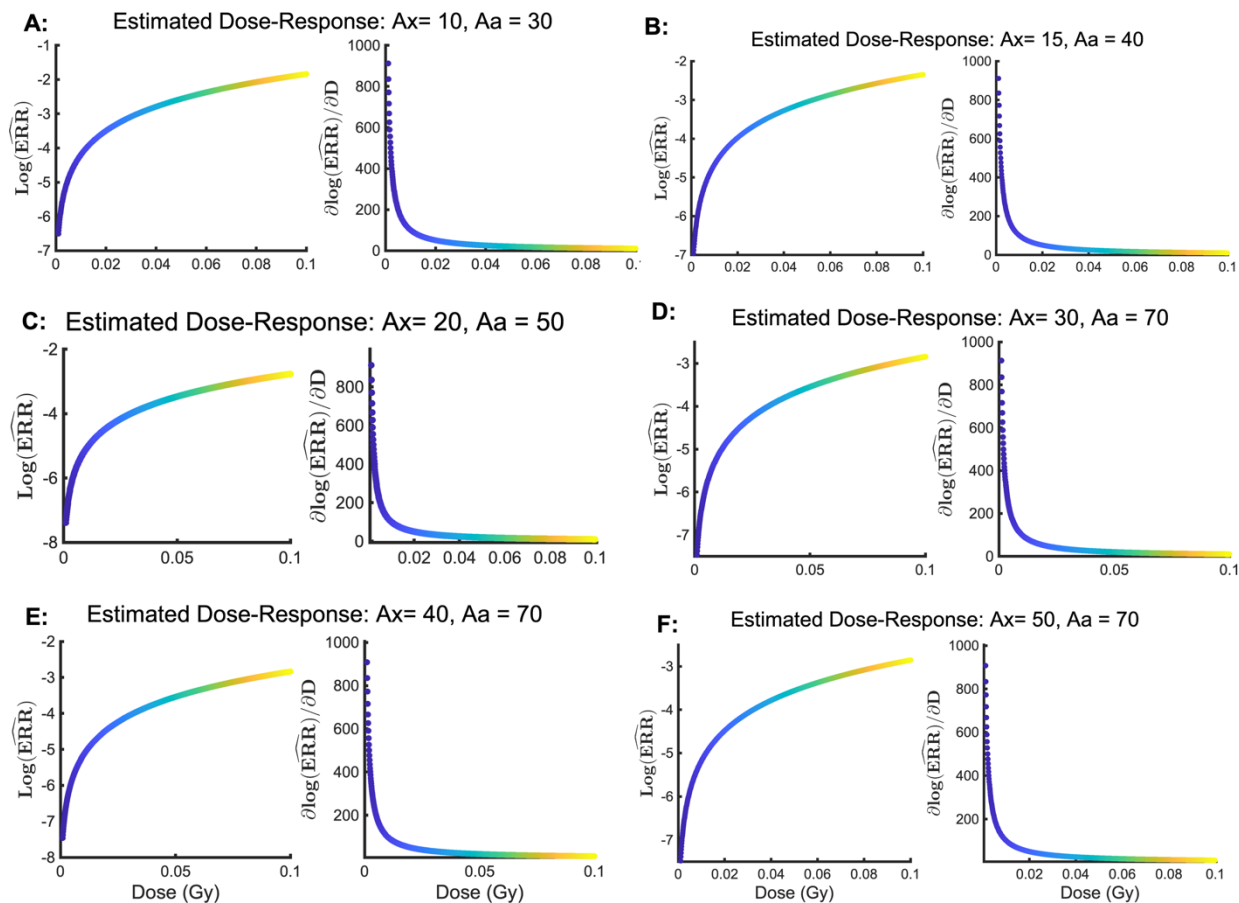 A: Estimated Dose-Response: Ax= 10, Aa = 30
-1
-2
-3
-4
-5
-6
-7
Log(ERR)
0 0.02 0.04 0.06 0.08 0.1
1000
800
600
400
200
0
∂log(ERR)/∂D
0 0.02 0.04 0.06 0.08 0.1
B: Estimated Dose-Response: Ax= 15, Aa = 40
-2
-3
-4
-5
-6
-7
Log(ERR)
0 0.02 0.04 0.06 0.08 0.1
1000
800
600
400
200
0
∂log(ERR)/∂D
0 0.02 0.04 0.06 0.08 0.1
C: Estimated Dose-Response: Ax= 20, Aa = 50
-2
-4
-6
-8
Log(ERR)
0 0.05 0.1
800
600
400
200
0
∂log(ERR)/∂D
0.02 0.04 0.06 0.08 0.1
D: Estimated Dose-Response: Ax= 30, Aa = 70
-3
-4
-5
-6
-7
Log(ERR)
0 0.05 0.1
1000
800
600
400
200
0
∂log(ERR)/∂D
0 0.02 0.04 0.06 0.08 0.1
E: Estimated Dose-Response: Ax= 40, Aa = 70
-2
-3
-4
-5
-6
-7
-8
Log(ERR)
0 0.05 0.1
Dose (Gy)
1000
800
600
400
200
∂log(ERR)/∂D
0 0.05 0.1
Dose (Gy)
F: Estimated Dose-Response: Ax= 50, Aa = 70
-3
-4
-5
-6
-7
Log(ERR)
0 0.02 0.04 0.06 0.08 0.1
Dose (Gy)
1000
800
600
400
200
∂log(ERR)/∂D
0.02 0.04 0.06 0.08 0.1
Dose (Gy)